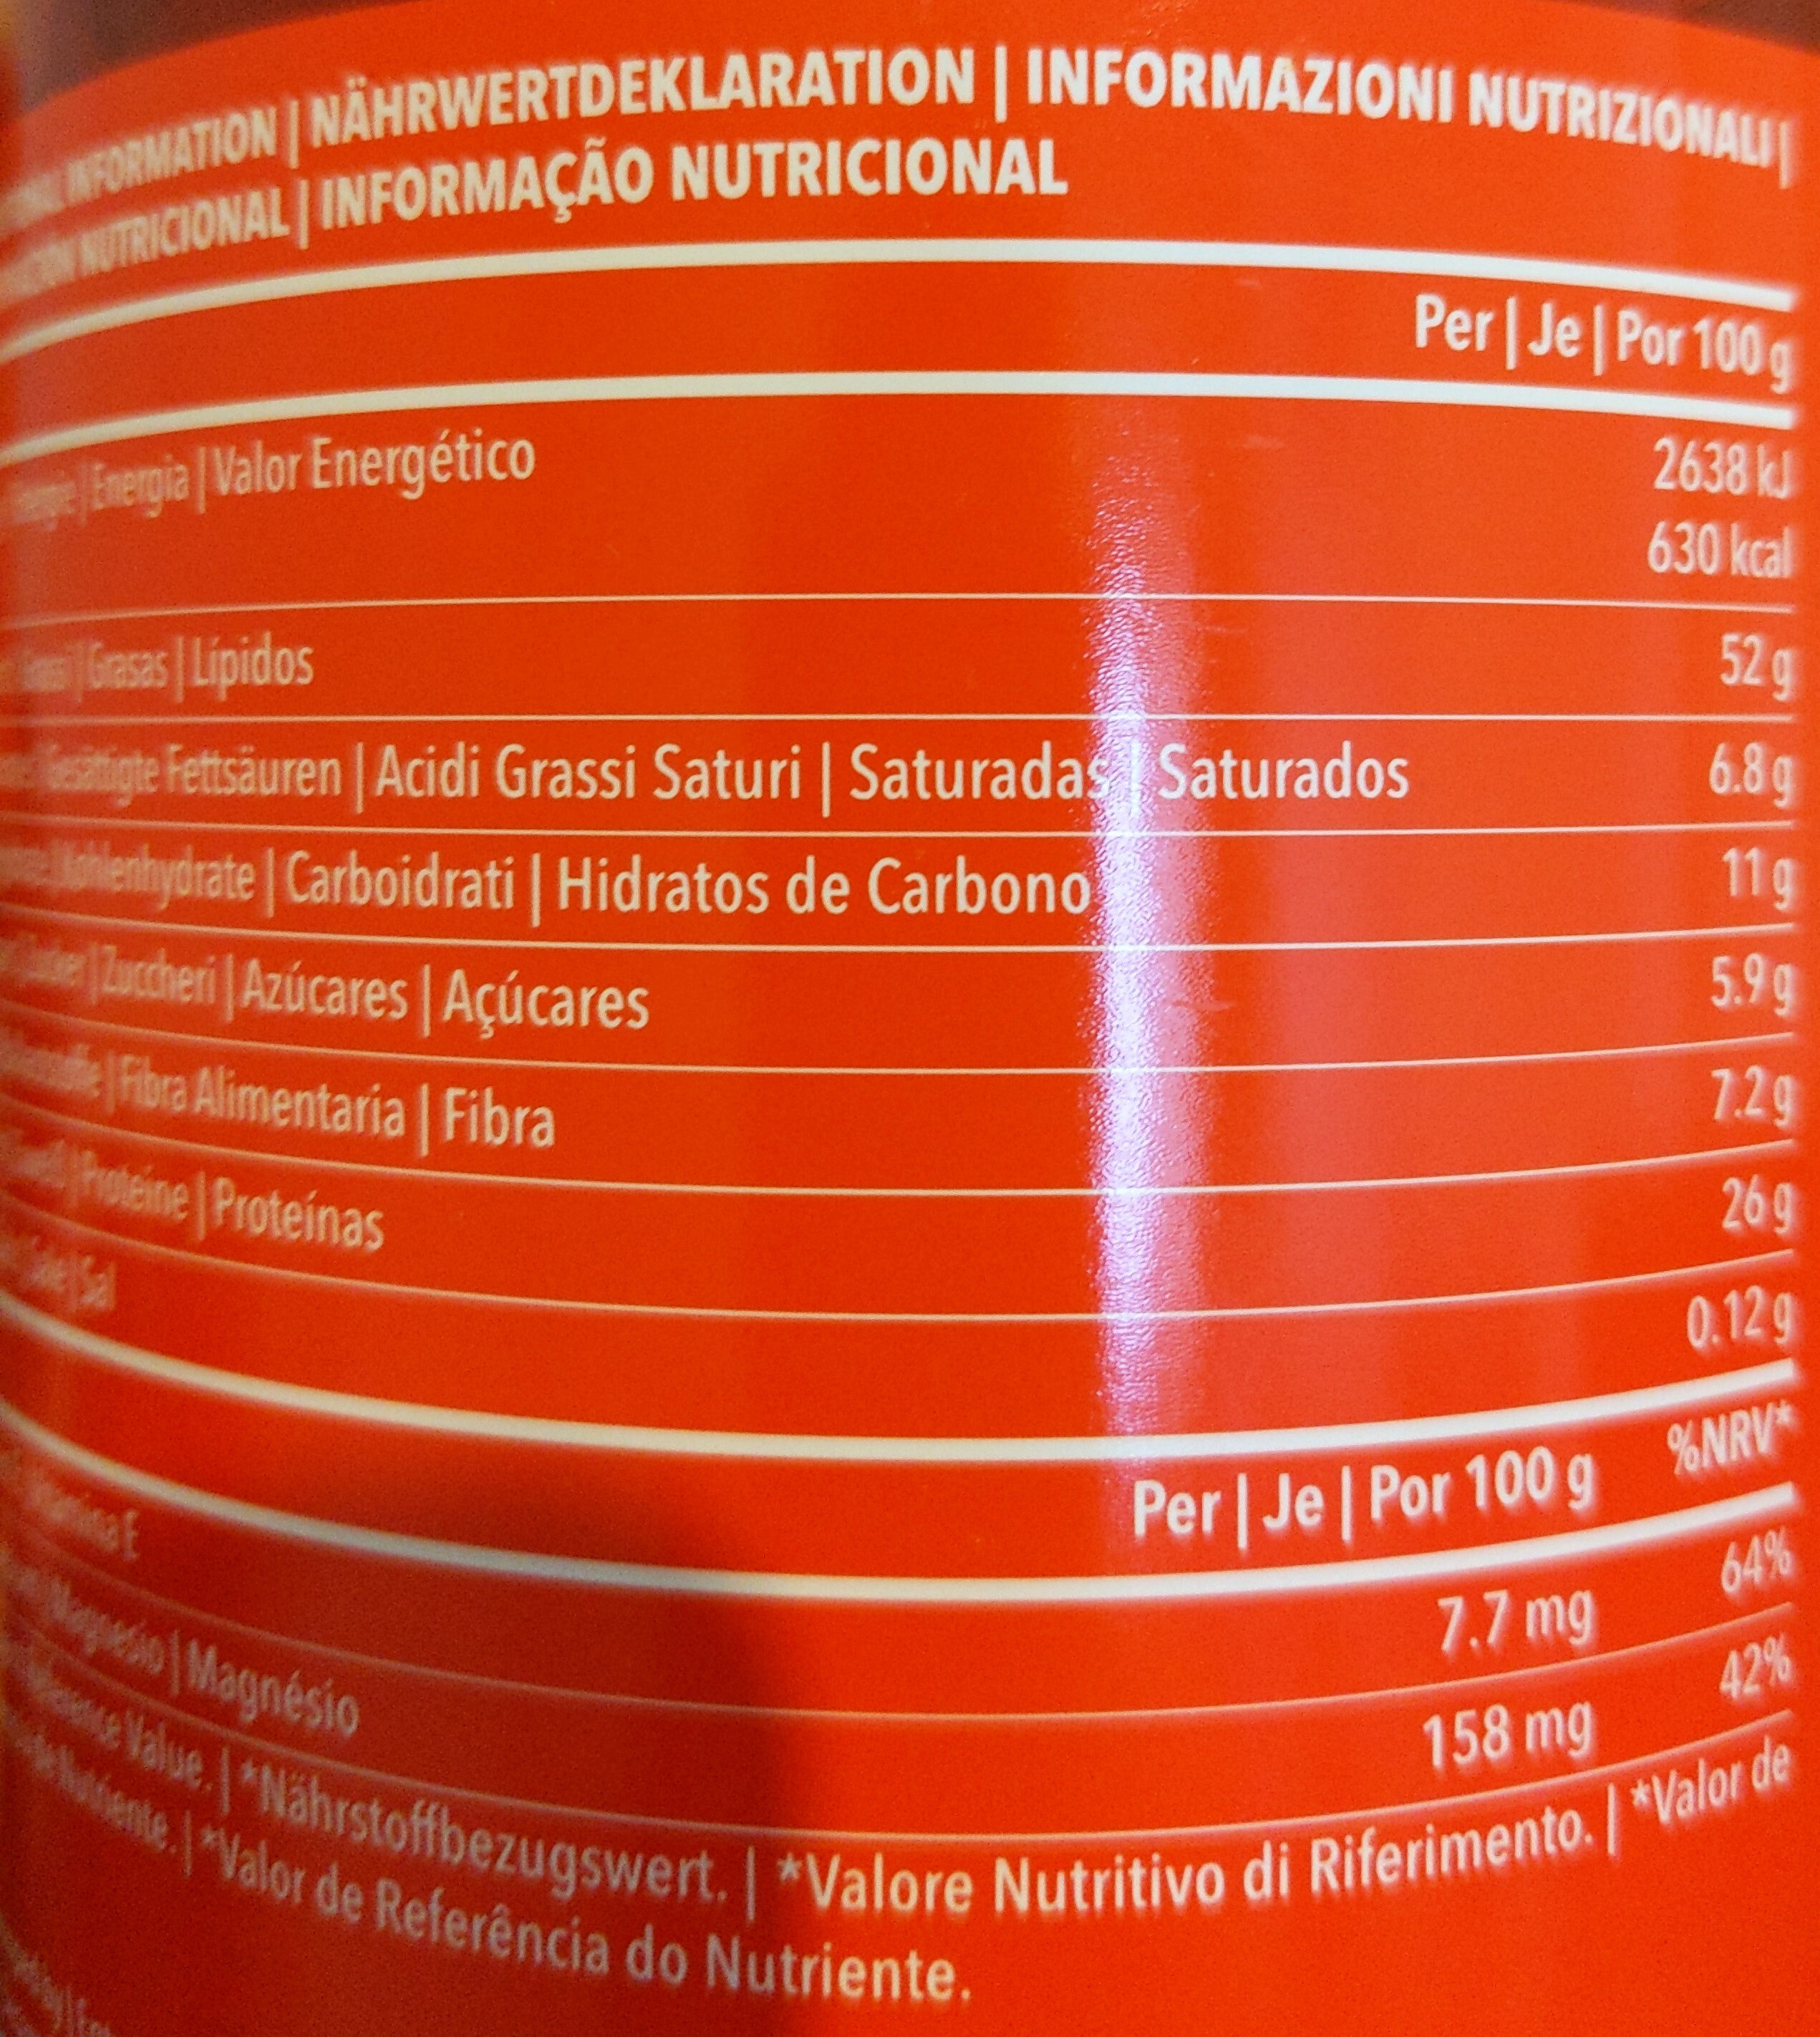 INFORMATION | NÄHRWERTDEKLARATION | INFORMAZIONI NUTRIZIONALI |
NUTRICIONAL | INFORMAÇÃO NUTRICIONAL
Per | Je | Por 100 g
| Energia | Valor Energético 2638 kJ
630 kcal
| Grasas | Lípidos 52 g
Gesättigte Fettsäuren | Acidi Grassi Saturi | Saturadas | Saturados 6.8 g
Kohlenhydrate | Carboidrati | Hidratos de Carbono 11 g
| Zuccheri | Azúcares | Açúcares 5.9 g
| Fibra Alimentaria | Fibra 7.2 g
| Proteine | Proteínas 26 g
| Sal 0.12 g
Per | Je | Por 100 g %NRV*
E 7.7 mg 64%
Magnesio | Magnésio 158 mg 42%
Reference Value. | *Nährstoffbezugswert. | *Valore Nutritivo di Riferimento. | *Valor de
Nutriente. | *Valor de Referência do Nutriente.